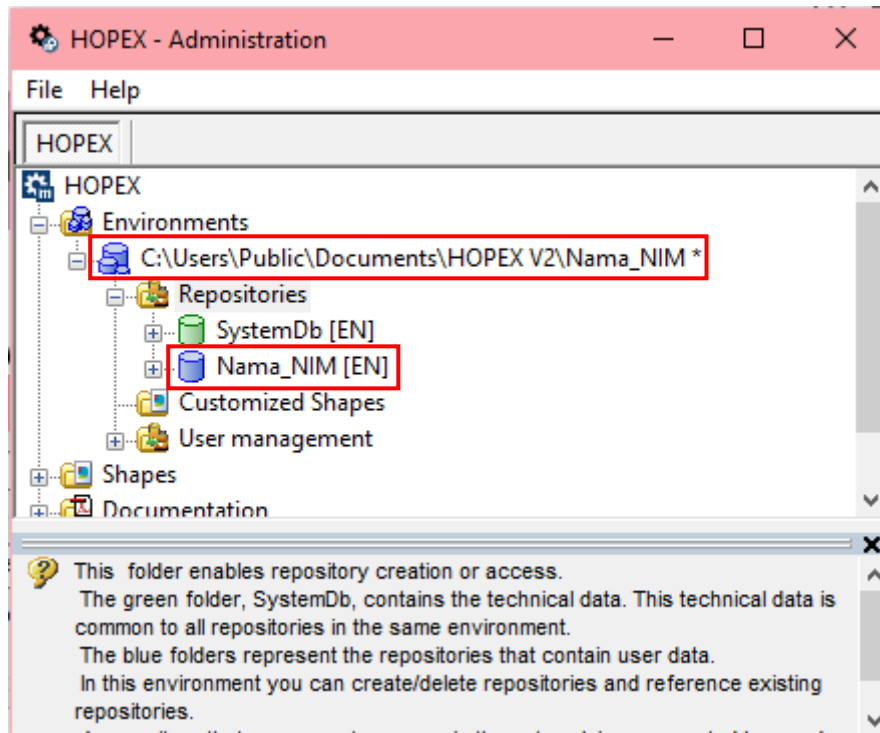 HOPEX - Administration
File Help
HOPEX
HOPEX
Environments
C:\Users\Public\Documents\HOPEX V2\Nama_NIM *
Repositories
SystemDb [EN]
Nama_NIM [EN]
Customized Shapes
User management
Shapes
Documentation
This folder enables repository creation or access.
The green folder, SystemDb, contains the technical data. This technical data is
common to all repositories in the same environment.
The blue folders represent the repositories that contain user data.
In this environment you can create/delete repositories and reference existing
repositories.